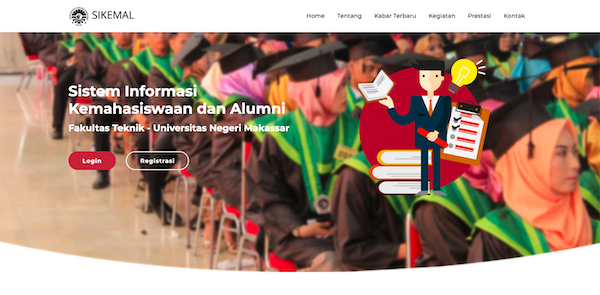 SIKEMAL
Home Tentang Kabar Terbaru Kegiatan Prestasi Kontak
Sistem Informasi
Kemahasiswaan dan Alumni
Fakultas Teknik - Universitas Negeri Makassar
Login Registrasi